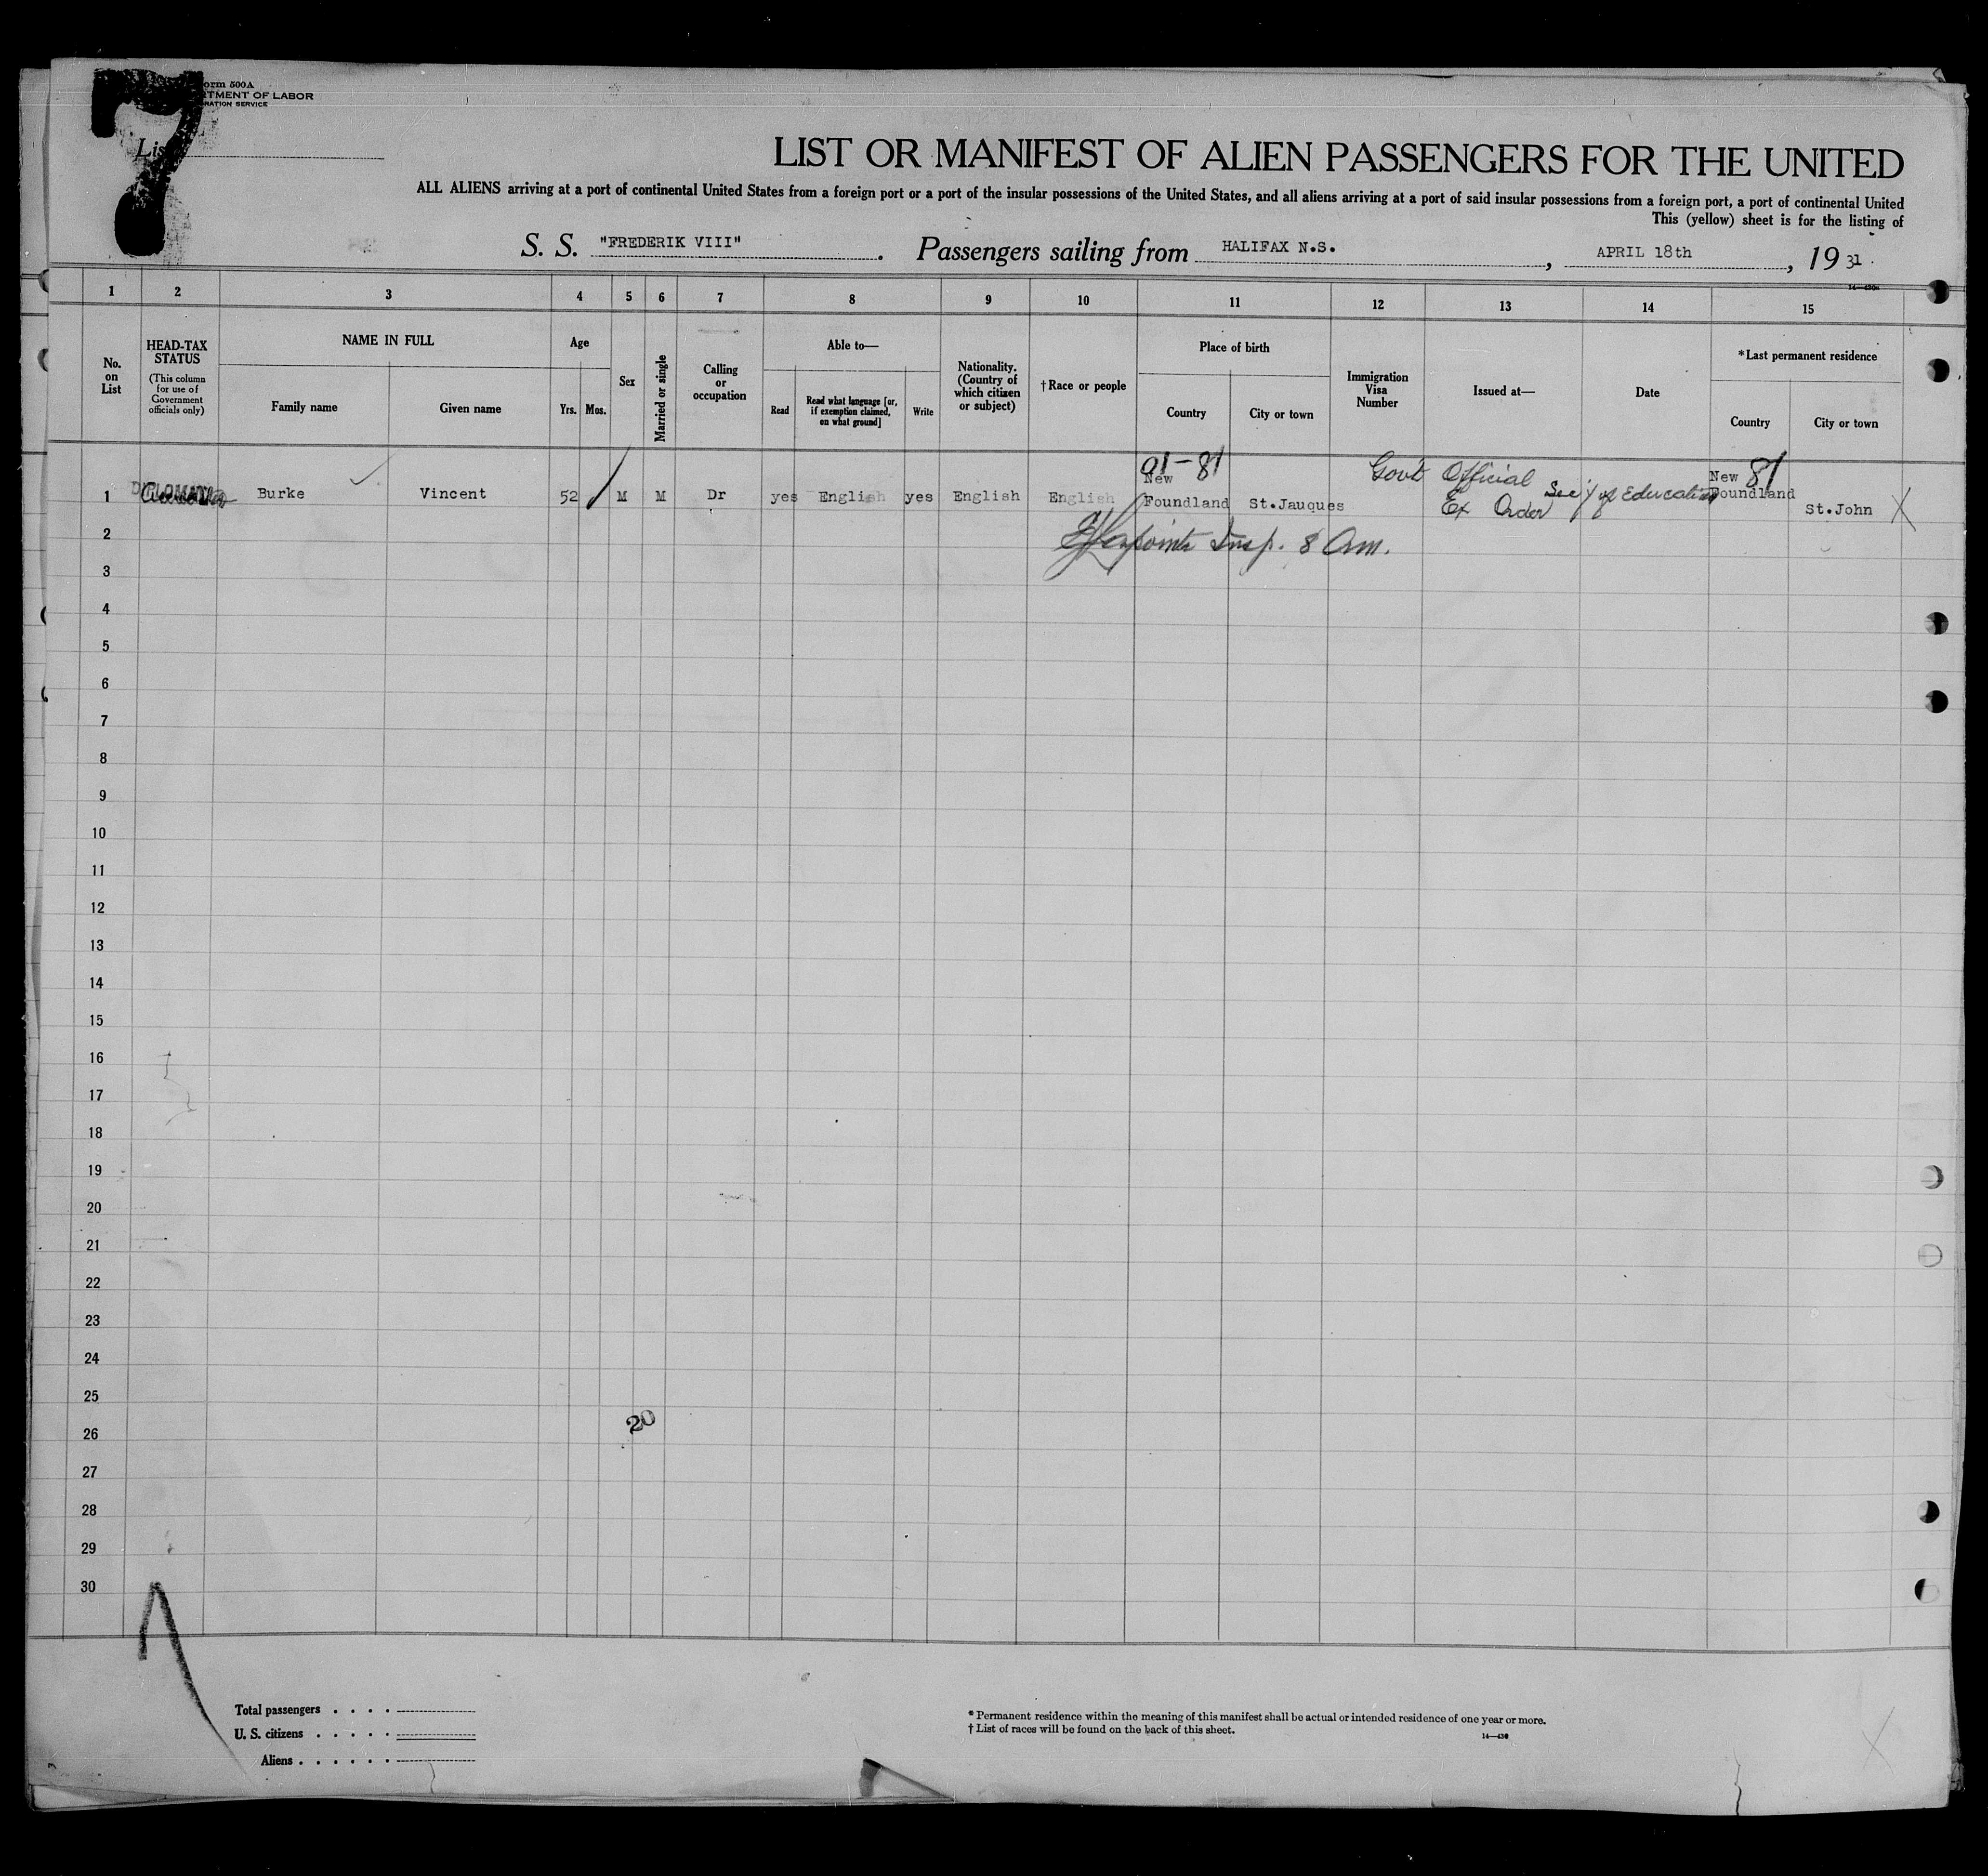 7
orm 500A
RTMENT OF LABOR
RATION SERVICE
Lis
LIST OR MANIFEST OF ALIEN PASSENGERS FOR THE UNITED
ALL ALIENS arriving at a port of continental United States from a foreign port or a port of the insular possessions of the United States, and all aliens arriving at a port of said insular possessions from a foreign port, a port of continental United
This (yellow) sheet is for the listing of
S. S. "FREDERIK VIII". Passengers sailing from HALIFAX N.S., APRIL 18th, 19 31
14—430
1 2 3 4 5 6 7 8 9 10 11 12 13 14 15
No. on List
HEAD-TAX STATUS
(This column for use of Government officials only)
NAME IN FULL
Family name
Given name
Age
Yrs.
Mos.
Sex
Married or single
Calling or occupation
Able to—
Read
Read what language [or, if exemption claimed, on what ground]
Write
Nationality. (Country of which citizen or subject)
†Race or people
Place of birth
Country
City or town
Immigration Visa Number
Issued at—
Date
*Last permanent residence
Country
City or town
01-81
Gov't Official
Ex Order
Sec'y of Education
81
1 DIPLOMATIC Burke Vincent 52 M M Dr yes English yes English English New Foundland St.Jauques New Foundland St.John X
2 Insp. 8 Am.
3
4
5
6
7
8
9
10
11
12
13
14
15
16
17
18
19
20
21
22
23
24
25
20
26
27
28
29
30
Total passengers . . . .
U. S. citizens . . . . .
Aliens . . . . . .
* Permanent residence within the meaning of this manifest shall be actual or intended residence of one year or more.
† List of races will be found on the back of this sheet.
14—430